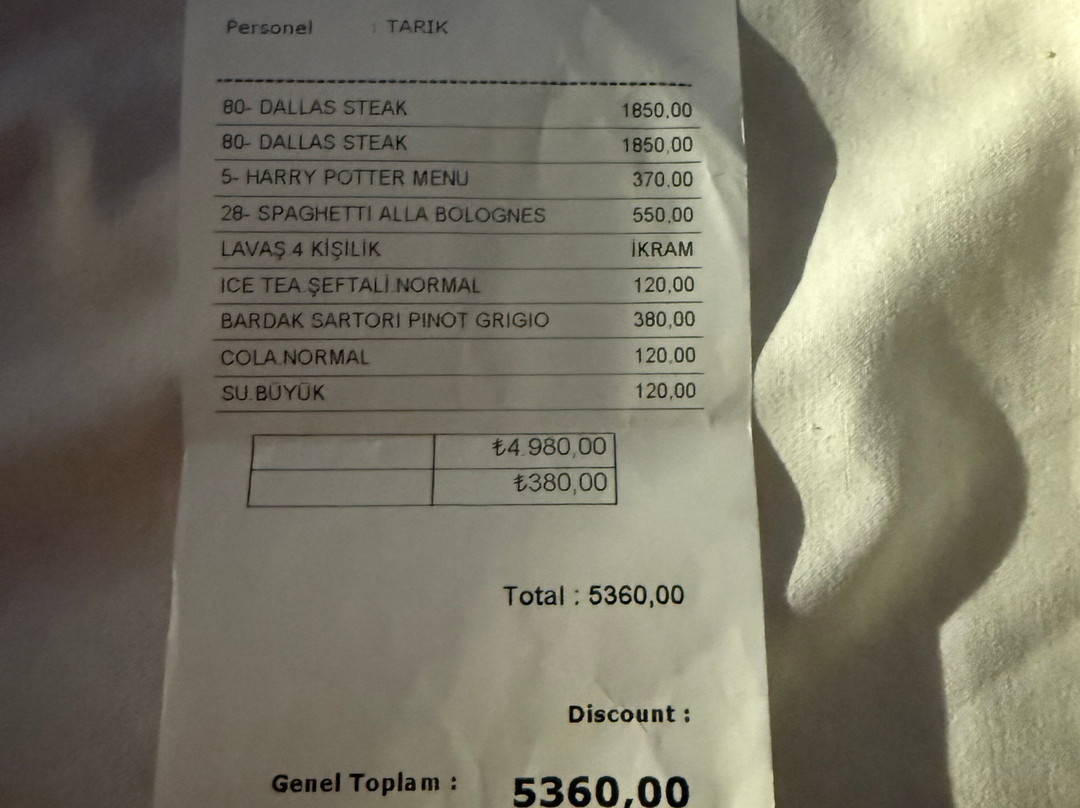 Personel : TARIK
80- DALLAS STEAK 1850,00
80- DALLAS STEAK 1850,00
5- HARRY POTTER MENU 370,00
28- SPAGHETTI ALLA BOLOGNES 550,00
LAVAŞ 4 KİŞİLİK İKRAM
ICE TEA ŞEFTALİ NORMAL 120,00
BARDAK SARTORI PINOT GRIGIO 380,00
COLA NORMAL 120,00
SU BÜYÜK 120,00
₺4.980,00
₺380,00
Total : 5360,00
Discount :
Genel Toplam : 5360,00